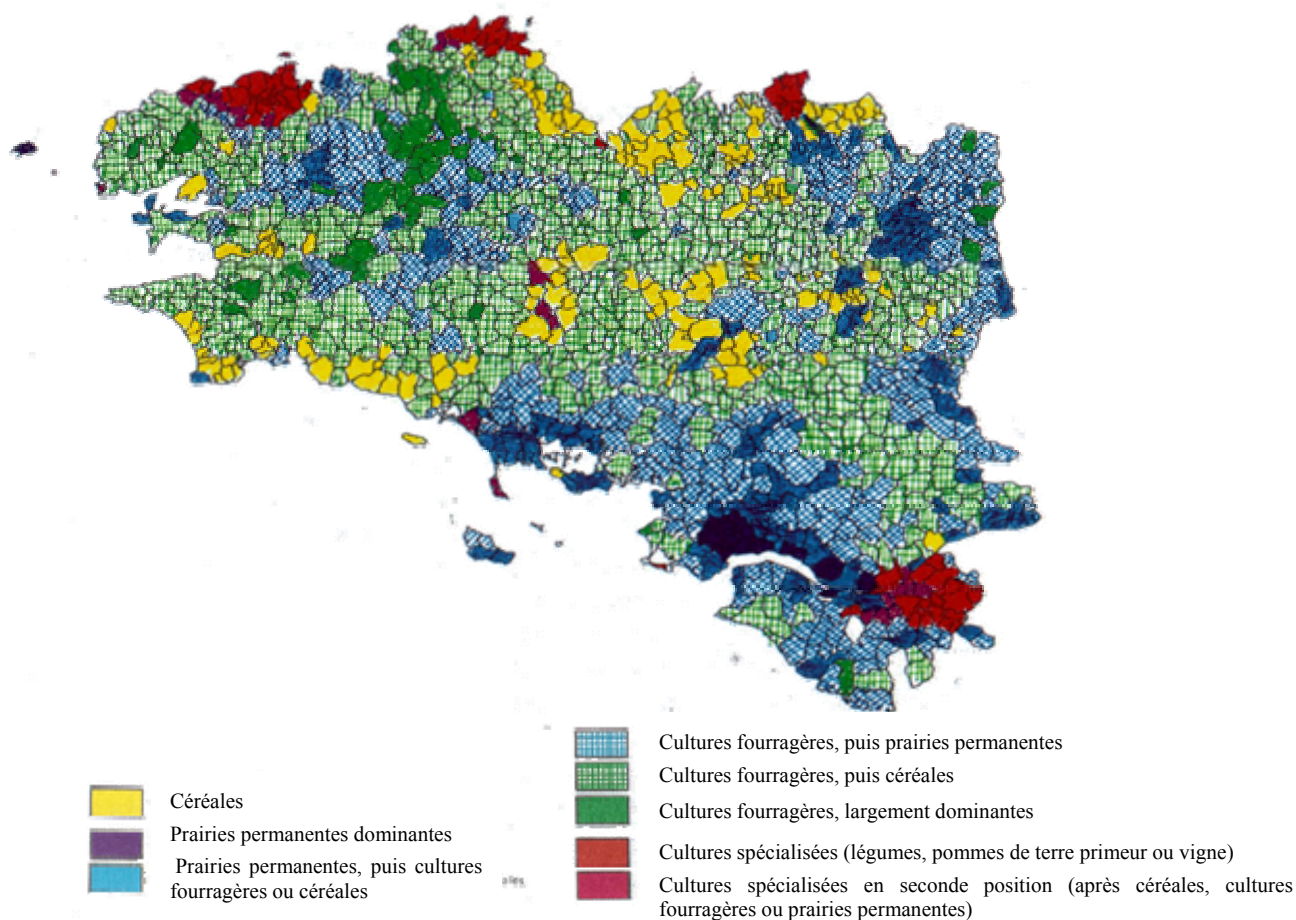 Cultures fourragères, puis prairies permanentes
Cultures fourragères, puis céréales
Cultures fourragères, largement dominantes
Cultures spécialisées (légumes, pommes de terre primeur ou vigne)
Cultures spécialisées en seconde position (après céréales, cultures
fourragères ou prairies permanentes)
Céréales
Prairies permanentes dominantes
Prairies permanentes, puis cultures
fourragères ou céréales